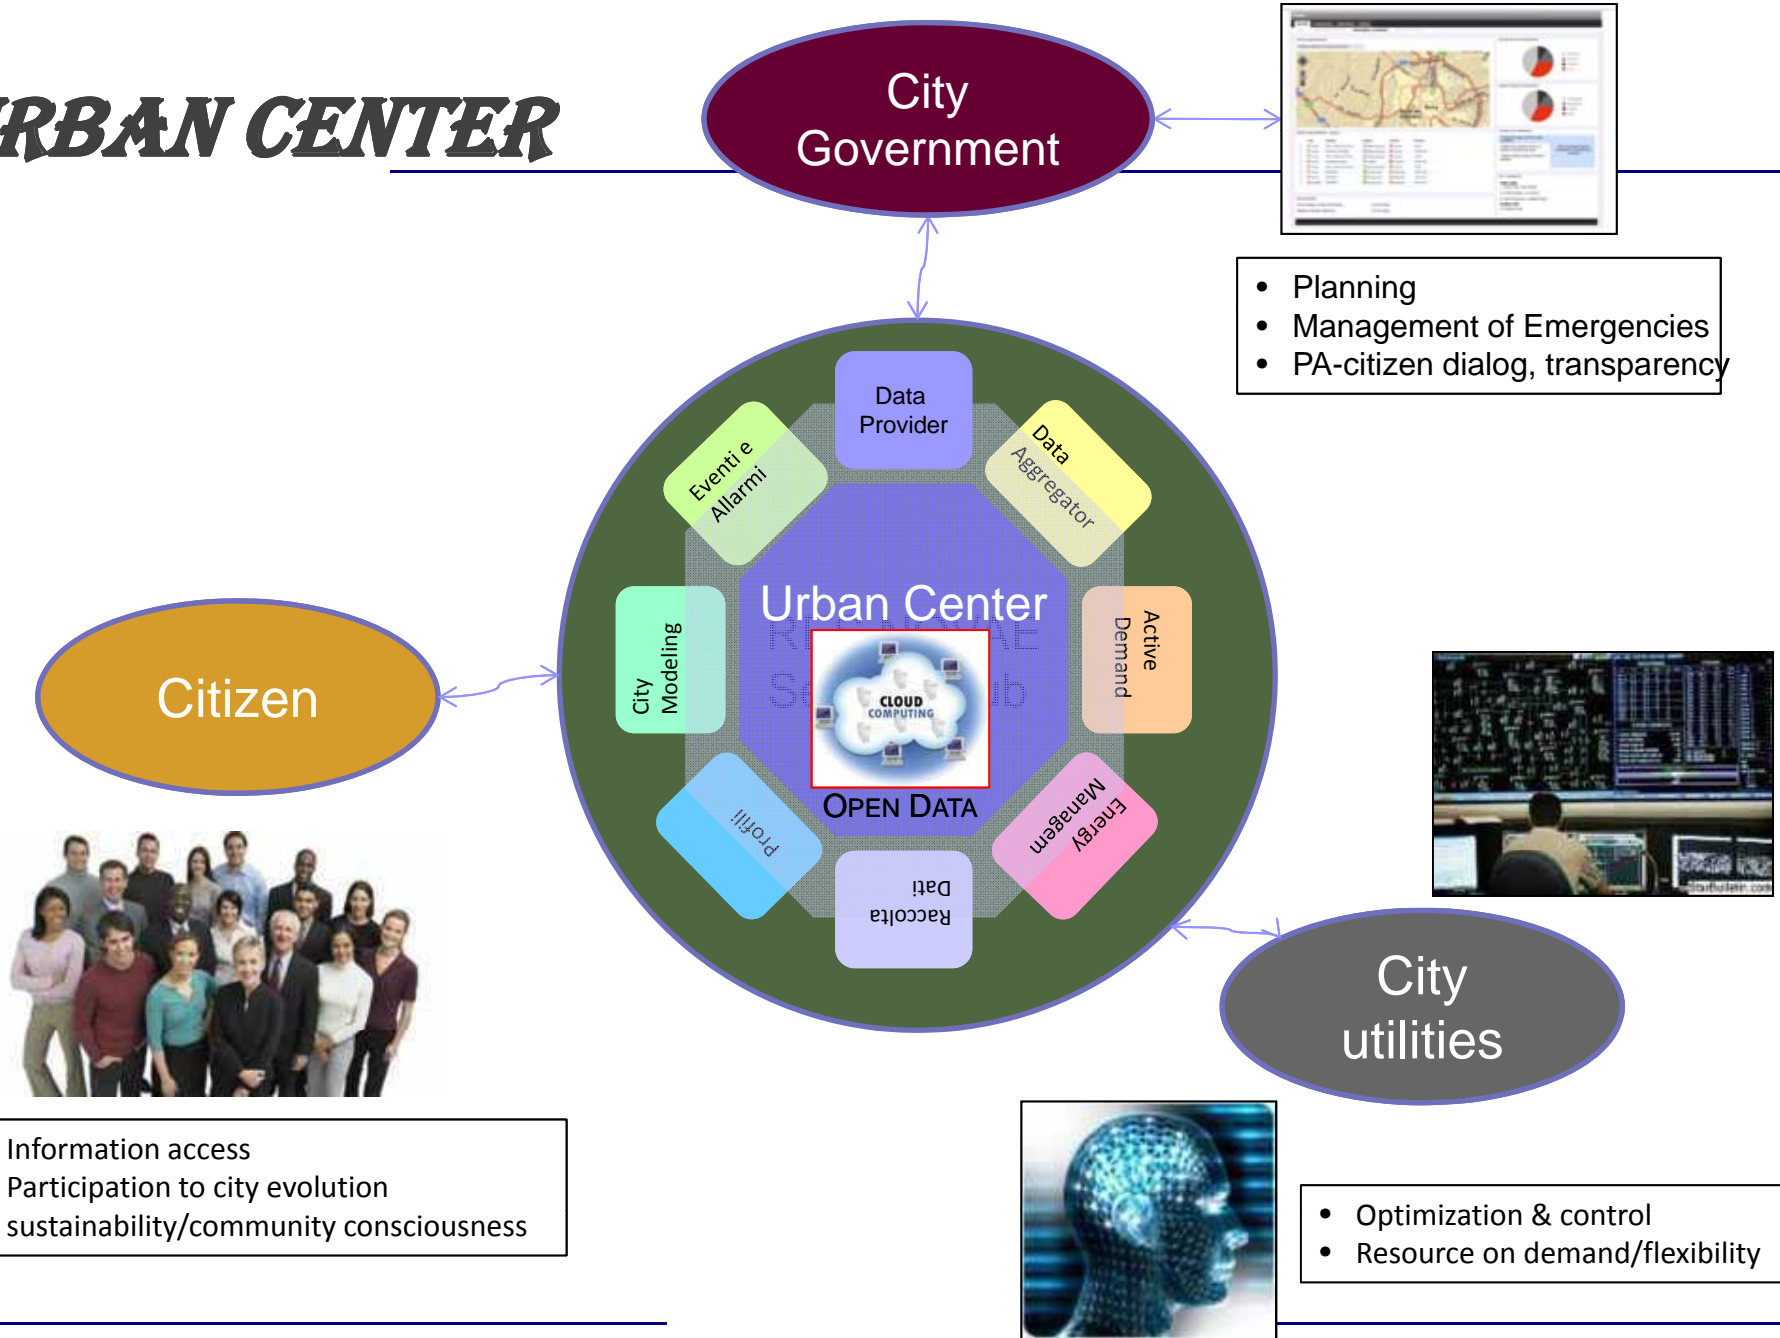 RBAN CENTER
City
Government
• Planning
• Management of Emergencies
• PA-citizen dialog, transparency
Data
Provider
Data
Aggregator
Eventi e
Allarmi
Active
Demand
City
Modeling
Urban Center
CLOUD
COMPUTING
OPEN DATA
Energy
Managem
Profili
Raccolta
Dati
Citizen
City
utilities
Starbulletin.com
Information access
Participation to city evolution
sustainability/community consciousness
• Optimization & control
• Resource on demand/flexibility